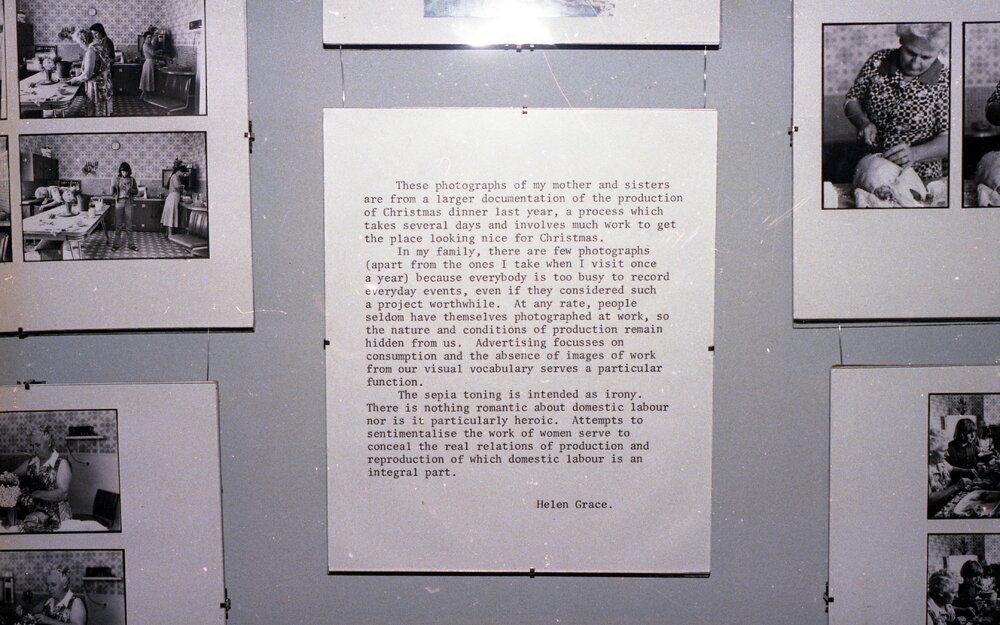 These photographs of my mother and sisters
are from a larger documentation of the production
of Christmas dinner last year, a process which
takes several days and involves much work to get
the place looking nice for Christmas.
In my family, there are few photographs
(apart from the ones I take when I visit once
a year) because everybody is too busy to record
everyday events, even if they considered such
a project worthwhile. At any rate, people
seldom have themselves photographed at work, so
the nature and conditions of production remain
hidden from us. Advertising focusses on
consumption and the absence of images of work
from our visual vocabulary serves a particular
function.
The sepia toning is intended as irony.
There is nothing romantic about domestic labour
nor is it particularly heroic. Attempts to
sentimentalise the work of women serve to
conceal the real relations of production and
reproduction of which domestic labour is an
integral part.
Helen Grace.